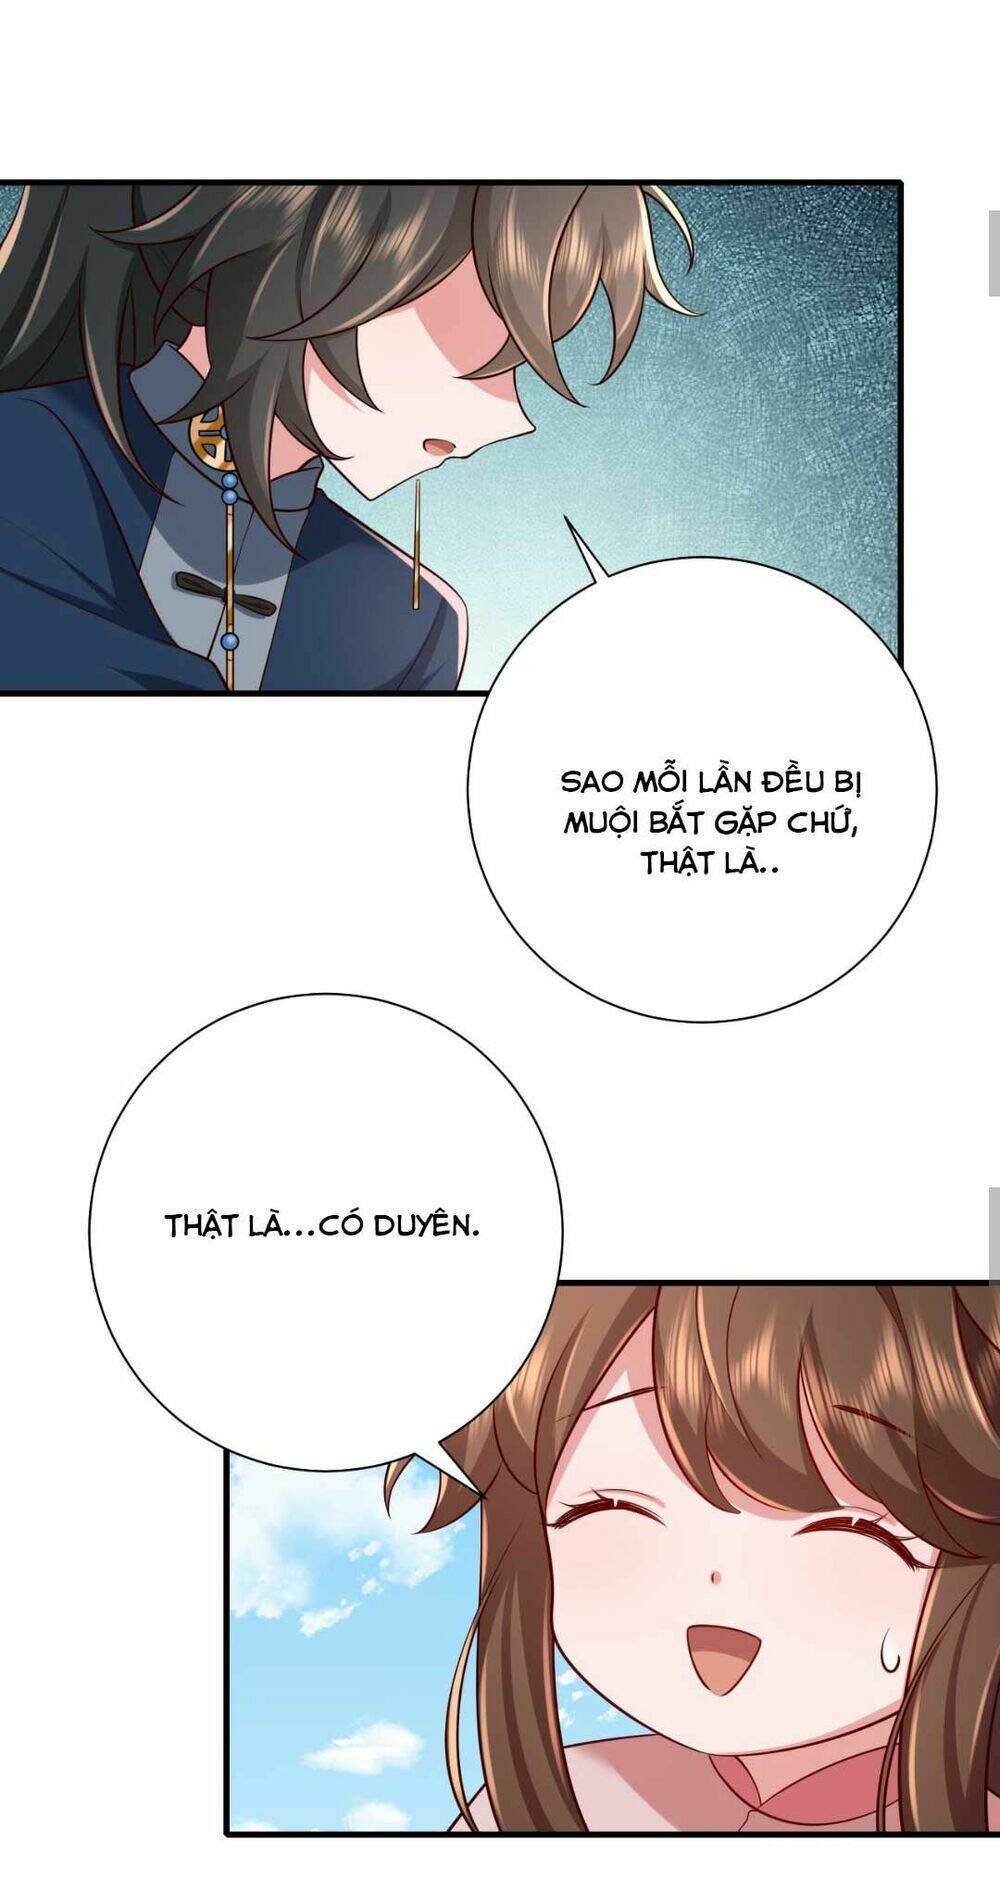 SAO MỖI LẦN ĐỀU BỊ
MUỘI BẮT GẶP CHỨ,
THẬT LÀ..
THẬT LÀ...CÓ DUYÊN.